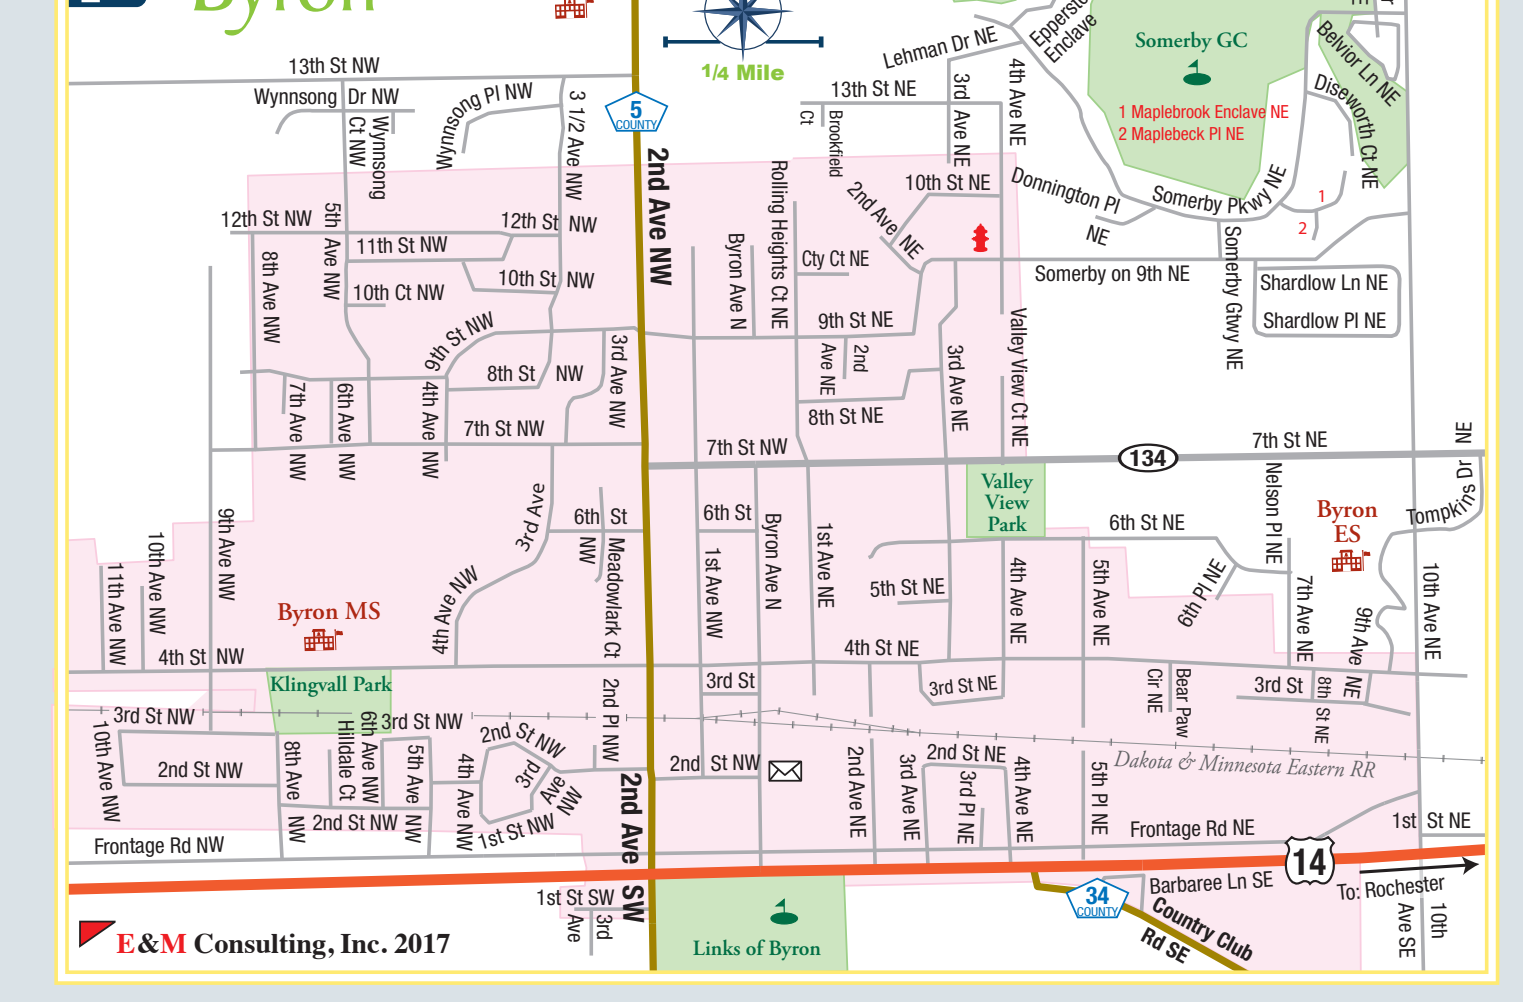 Byron
1/4 Mile
Lehman Dr NE
Epperston
Enclave
Somerby GC
1 Maplebrook Enclave NE
2 Maplebeck Pl NE
Belvior Ln NE
Diseworth Ct NE
13th St NW
Wynnsong Dr NW
Wynnsong Pl NW
Wynnsong
Ct NW
3 1/2 Ave NW
5
COUNTY
2nd Ave NW
13th St NE
Brookfield
Ct
3rd Ave NE
4th Ave NE
10th St NE
Donnington Pl
NE
Somerby Pkwy NE
1
2
12th St NW
12th St NW
5th Ave NW
11th St NW
8th Ave NW
10th St NW
10th Ct NW
9th St NW
Byron Ave N
Rolling Heights Ct NE
2nd Ave NE
Cty Ct NE
Somerby on 9th NE
Somerby Gtwy NE
Shardlow Ln NE
Shardlow Pl NE
9th St NE
Valley View Ct NE
2nd
Ave NE
3rd Ave NE
8th St NW
3rd Ave NW
7th Ave NW
6th Ave NW
4th Ave NW
8th St NE
7th St NW
7th St NW
134
7th St NE
Valley
View
Park
Nelson Pl NE
Byron
ES
Tompkins Dr NE
9th Ave NW
3rd Ave
6th St
NW
6th St
6th St NE
Meadowlark Ct
1st Ave NW
Byron Ave N
1st Ave NE
5th St NE
4th Ave NE
5th Ave NE
6th Pl NE
7th Ave NE
9th Ave
NE
10th Ave NE
10th Ave NW
11th Ave NW
Byron MS
4th Ave NW
4th St NW
4th St NE
Klingvall Park
2nd Pl NW
3rd St
3rd St NE
Bear Paw
Cir NE
3rd St
8th
St NE
3rd St NW
3rd St NW
10th Ave NW
2nd St NW
8th Ave NW
Hilldale Ct
6th Ave NW
5th Ave NW
4th Ave NW
2nd St NW
3rd
Ave
NW
2nd St NW
1st St NW
2nd St NW
2nd Ave NE
3rd Ave NE
2nd St NE
3rd Pl NE
4th Ave NE
5th Pl NE
Dakota & Minnesota Eastern RR
Frontage Rd NW
Frontage Rd NE
1st St NE
14
2nd Ave SW
1st St SW
3rd
Ave
34
COUNTY
Barbaree Ln SE
Country Club
Rd SE
To: Rochester
10th
Ave SE
Links of Byron
E&M Consulting, Inc. 2017